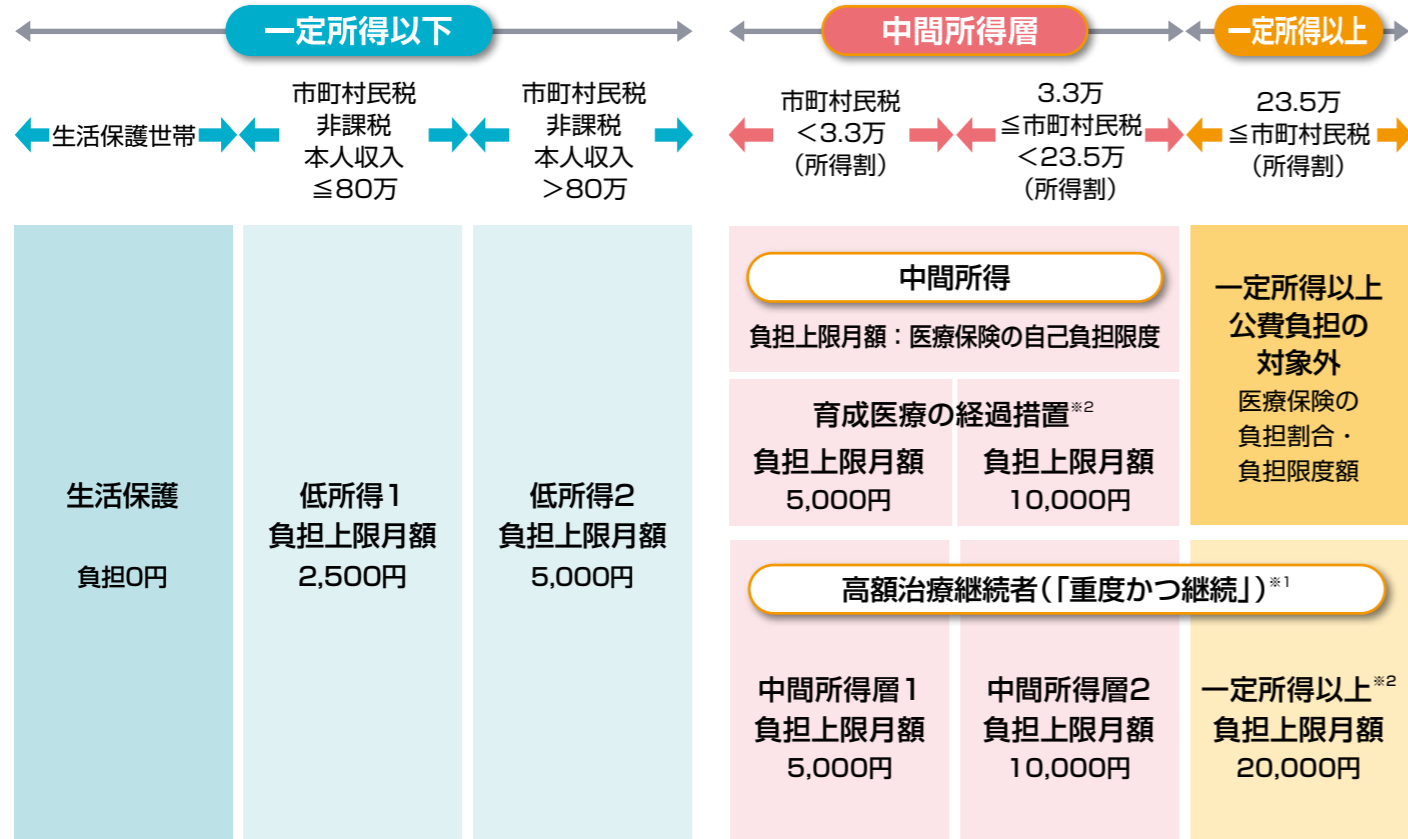 一定所得以下
中間所得層
一定所得以上
生活保護世帯
市町村民税
非課税
本人収入
≦80万
市町村民税
非課税
本人収入
＞80万
市町村民税
＜3.3万
（所得割）
3.3万
≦市町村民税
＜23.5万
（所得割）
23.5万
≦市町村民税
（所得割）
生活保護
負担0円
低所得1
負担上限月額
2,500円
低所得2
負担上限月額
5,000円
中間所得
負担上限月額：医療保険の自己負担限度
育成医療の経過措置※2
負担上限月額
5,000円
負担上限月額
10,000円
一定所得以上
公費負担の
対象外
医療保険の
負担割合・
負担限度額
高額治療継続者（「重度かつ継続」）※1
中間所得層1
負担上限月額
5,000円
中間所得層2
負担上限月額
10,000円
一定所得以上※2
負担上限月額
20,000円